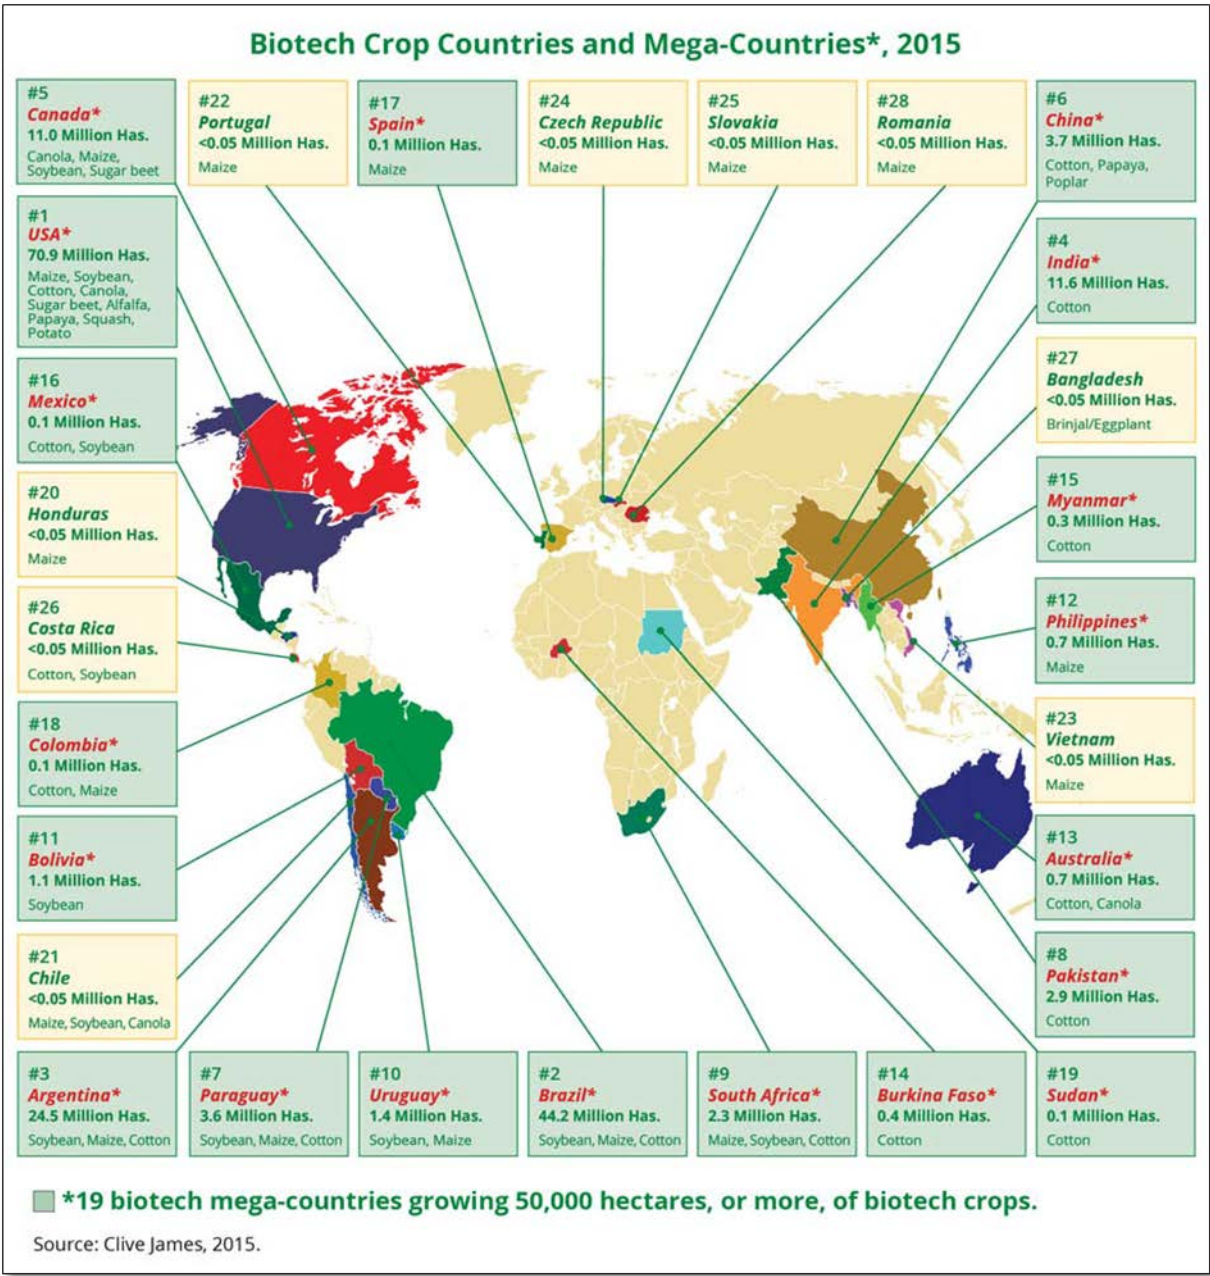 Biotech Crop Countries and Mega-Countries*, 2015
#5
Canada*
11.0 Million Has.
Canola, Maize,
Soybean, Sugar beet
#22
Portugal
<0.05 Million Has.
Maize
#17
Spain*
0.1 Million Has.
Maize
#24
Czech Republic
<0.05 Million Has.
Maize
#25
Slovakia
<0.05 Million Has.
Maize
#28
Romania
<0.05 Million Has.
Maize
#6
China*
3.7 Million Has.
Cotton, Papaya,
Poplar
#1
USA*
70.9 Million Has.
Maize, Soybean,
Cotton, Canola,
Sugar beet, Alfalfa,
Papaya, Squash,
Potato
#4
India*
11.6 Million Has.
Cotton
#16
Mexico*
0.1 Million Has.
Cotton, Soybean
#27
Bangladesh
<0.05 Million Has.
Brinjal/Eggplant
#20
Honduras
<0.05 Million Has.
Maize
#15
Myanmar*
0.3 Million Has.
Cotton
#26
Costa Rica
<0.05 Million Has.
Cotton, Soybean
#12
Philippines*
0.7 Million Has.
Maize
#18
Colombia*
0.1 Million Has.
Cotton, Maize
#23
Vietnam
<0.05 Million Has.
Maize
#11
Bolivia*
1.1 Million Has.
Soybean
#13
Australia*
0.7 Million Has.
Cotton, Canola
#21
Chile
<0.05 Million Has.
Maize, Soybean, Canola
#8
Pakistan*
2.9 Million Has.
Cotton
#3
Argentina*
24.5 Million Has.
Soybean, Maize, Cotton
#7
Paraguay*
3.6 Million Has.
Soybean, Maize, Cotton
#10
Uruguay*
1.4 Million Has.
Soybean, Maize
#2
Brazil*
44.2 Million Has.
Soybean, Maize, Cotton
#9
South Africa*
2.3 Million Has.
Maize, Soybean, Cotton
#14
Burkina Faso*
0.4 Million Has.
Cotton
#19
Sudan*
0.1 Million Has.
Cotton
*19 biotech mega-countries growing 50,000 hectares, or more, of biotech crops.
Source: Clive James, 2015.